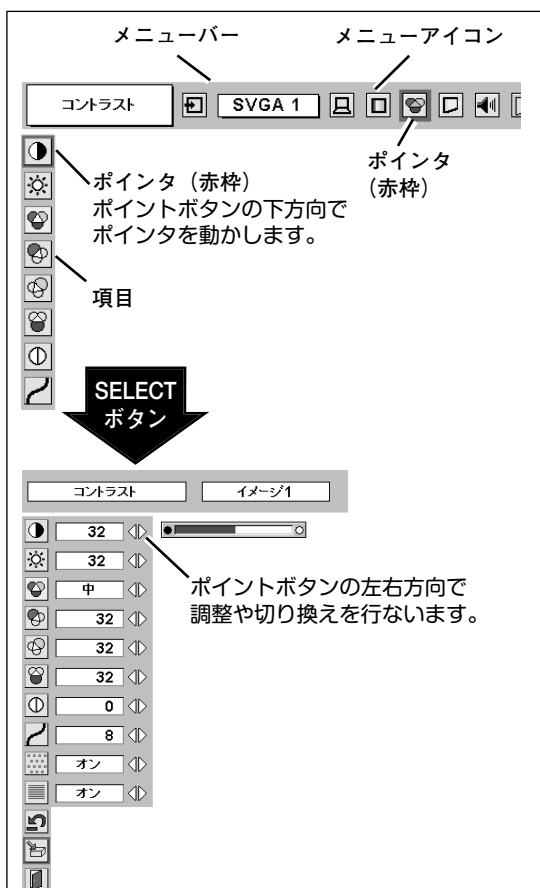 メニューバー
メニューアイコン
コントラスト
SVGA 1
ポインタ
（赤枠）
ポインタ（赤枠）
ポイントボタンの下方向で
ポインタを動かします。
項目
SELECT
ボタン
コントラスト
イメージ1
32
32
中
32
32
32
0
8
オン
オン
ポイントボタンの左右方向で
調整や切り換えを行ないます。